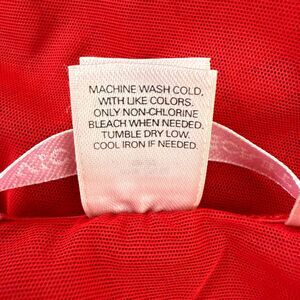 MACHINE WASH COLD,
WITH LIKE COLORS.
ONLY NON-CHLORINE
BLEACH WHEN NEEDED.
TUMBLE DRY LOW.
COOL IRON IF NEEDED.